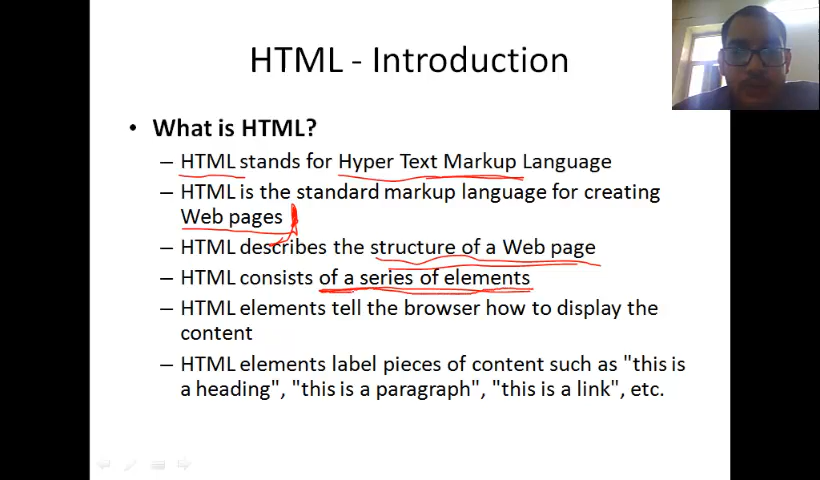 HTML - Introduction
• What is HTML?
– HTML stands for Hyper Text Markup Language
– HTML is the standard markup language for creating
Web pages
– HTML describes the structure of a Web page
– HTML consists of a series of elements
– HTML elements tell the browser how to display the
content
– HTML elements label pieces of content such as "this is
a heading", "this is a paragraph", "this is a link", etc.